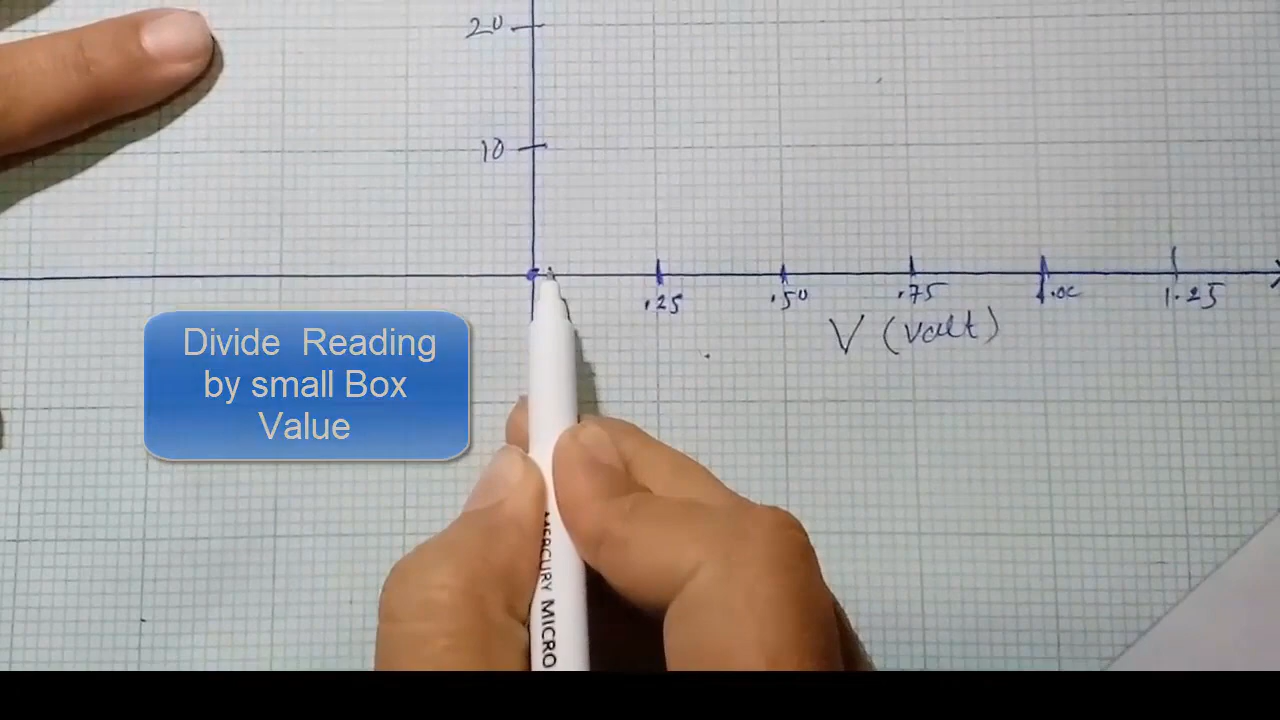 20
10
.25 .50 .75 1.00 1.25
V (volt)
Divide Reading
by small Box
Value
MERCURY MICRO